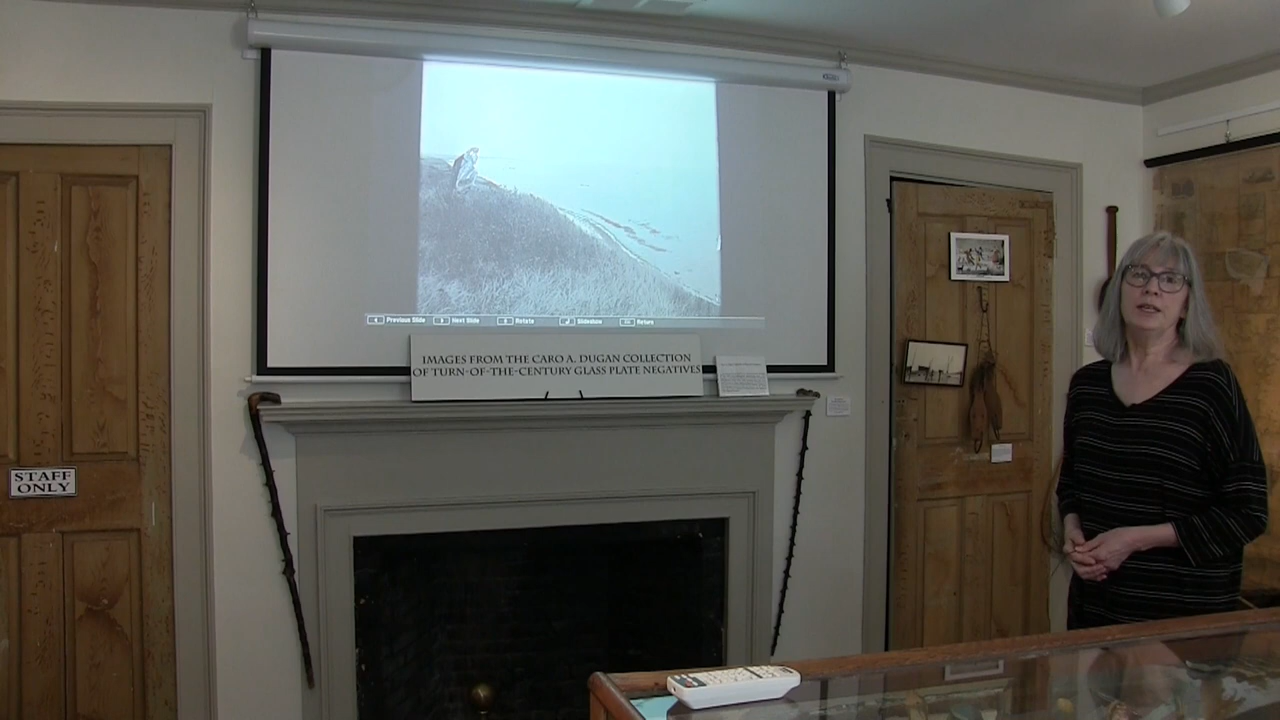 Previous Slide Next Slide Rotate Slideshow Return
IMAGES FROM THE CARO A. DUGAN COLLECTION
OF TURN-OF-THE-CENTURY GLASS PLATE NEGATIVES
STAFF
ONLY